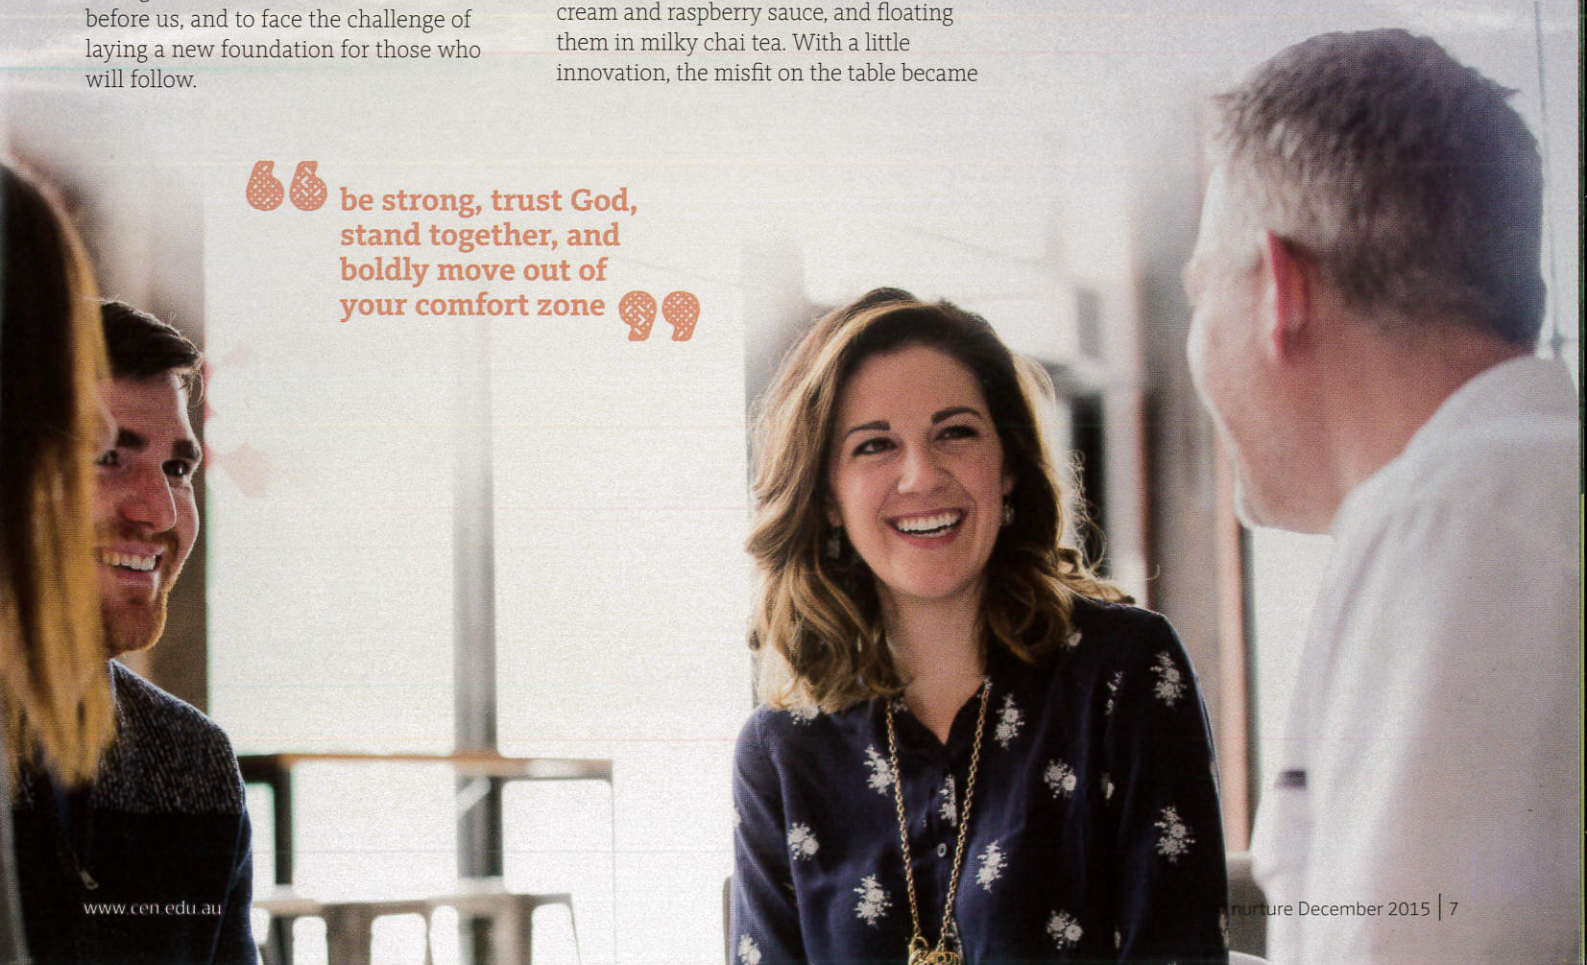 before us, and to face the challenge of
laying a new foundation for those who
will follow.
cream and raspberry sauce, and floating
them in milky chai tea. With a little
innovation, the misfit on the table became
“ be strong, trust God,
stand together, and
boldly move out of
your comfort zone ”
www.cen.edu.au
nurture December 2015 | 7